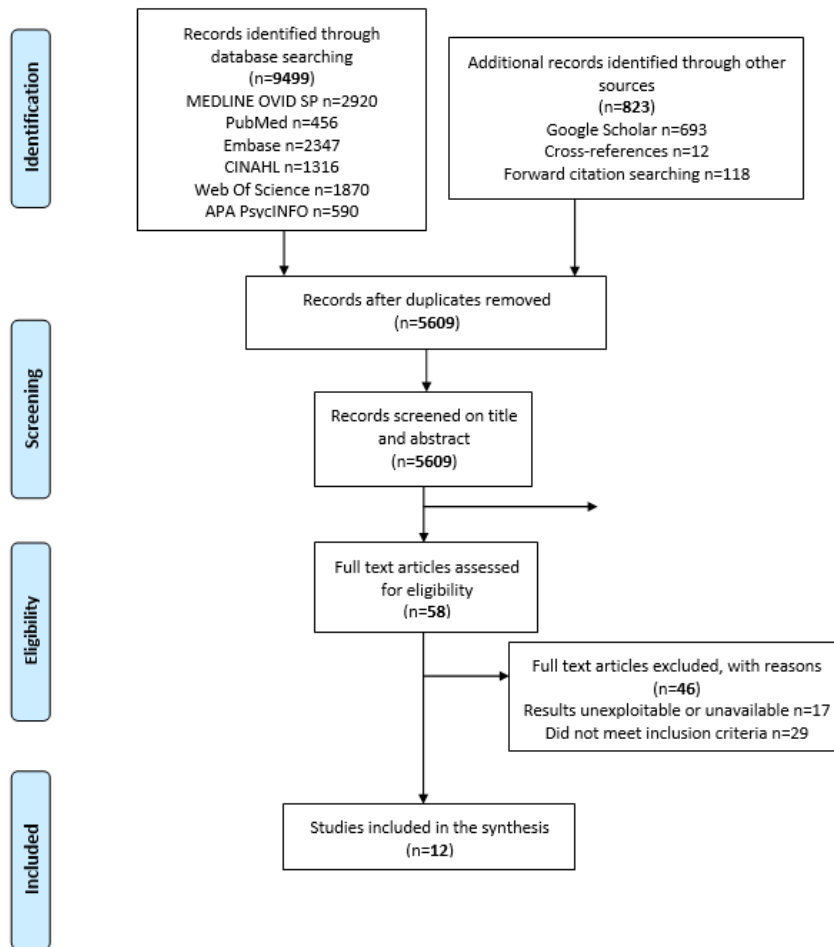 Identification
Records identified through
database searching
(n=9499)
MEDLINE OVID SP n=2920
PubMed n=456
Embase n=2347
CINAHL n=1316
Web Of Science n=1870
APA PsycINFO n=590
Additional records identified through other
sources
(n=823)
Google Scholar n=693
Cross-references n=12
Forward citation searching n=118
Screening
Records after duplicates removed
(n=5609)
Records screened on title
and abstract
(n=5609)
Eligibility
Full text articles assessed
for eligibility
(n=58)
Full text articles excluded, with reasons
(n=46)
Results unexploitable or unavailable n=17
Did not meet inclusion criteria n=29
Included
Studies included in the synthesis
(n=12)